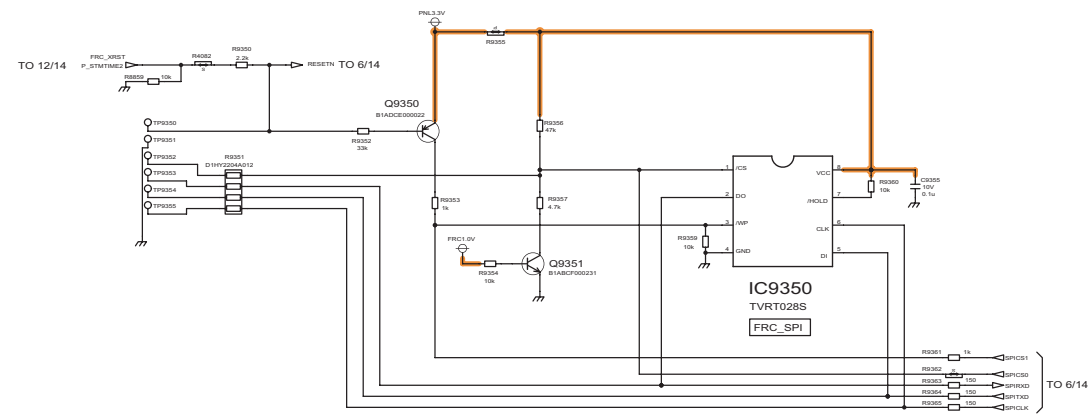 PNL3.3V
R9355
FRC_XRST
P_STMTIME2
TO 12/14
R4082
S
R9350
2.2k
RESETN
TO 6/14
R8859
10k
Q9350
B1ADCE000022
TP9350
TP9351
TP9352
TP9353
TP9354
TP9355
R9351
D1HY2204A012
R9352
33k
R9356
47k
R9353
1k
R9357
4.7k
FRC1.0V
R9354
10k
Q9351
B1ABCF000231
R9359
10k
1
/CS
2
DO
3
/WP
4
GND
8
VCC
7
/HOLD
6
CLK
5
DI
R9360
10k
C9355
10V
0.1u
IC9350
TVRT028S
FRC_SPI
R9361
1k
SPICS1
R9362
SPICS0
R9363
150
SPIRXD
R9364
150
SPITXD
R9365
150
SPICLK
TO 6/14